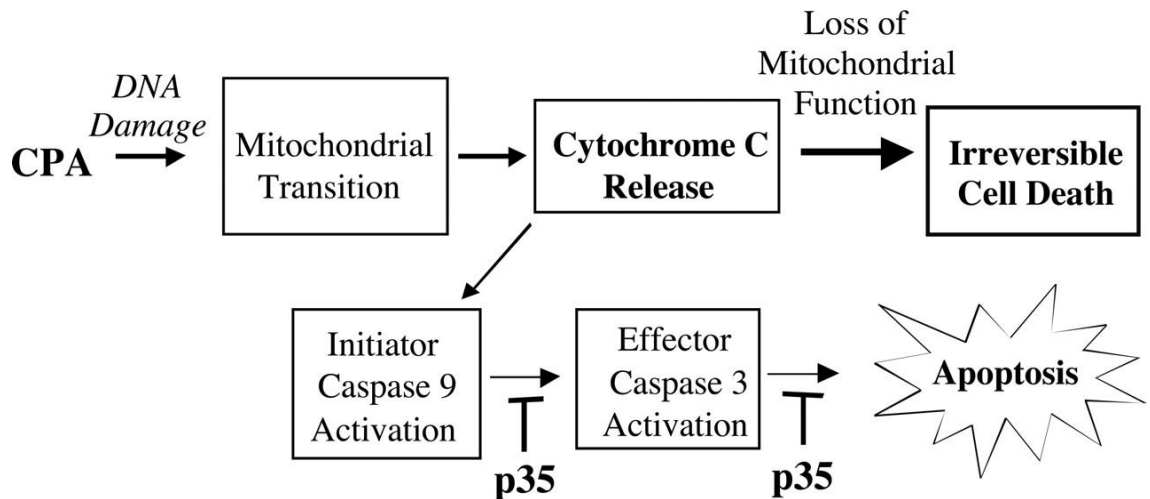 CPA
DNA
Damage
Mitochondrial
Transition
Cytochrome C
Release
Loss of
Mitochondrial
Function
Irreversible
Cell Death
Initiator
Caspase 9
Activation
p35
Effector
Caspase 3
Activation
p35
Apoptosis